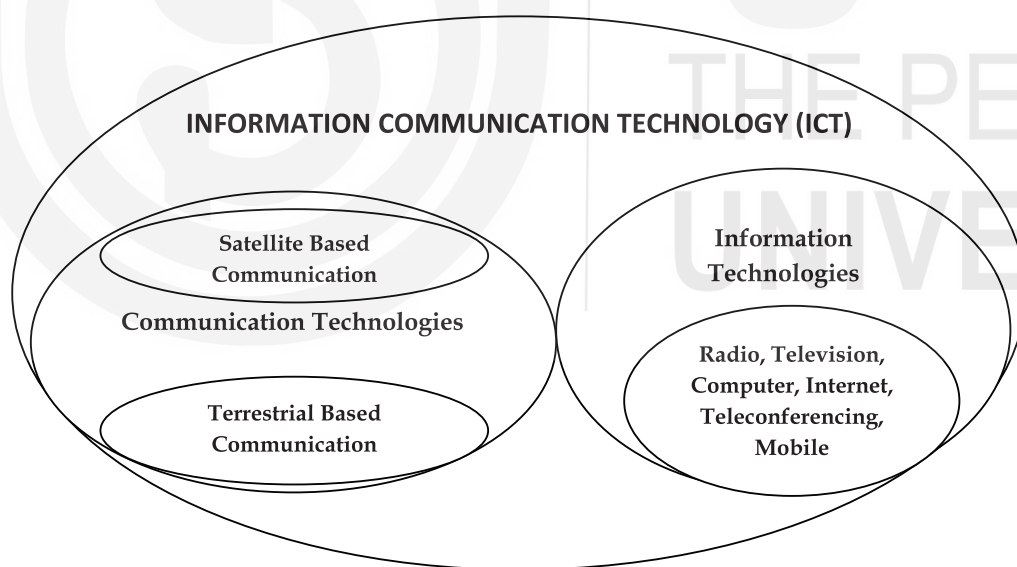 THE PE
UNIVE
INFORMATION COMMUNICATION TECHNOLOGY (ICT)
Satellite Based
Communication
Communication Technologies
Terrestrial Based
Communication
Information
Technologies
Radio, Television,
Computer, Internet,
Teleconferencing,
Mobile